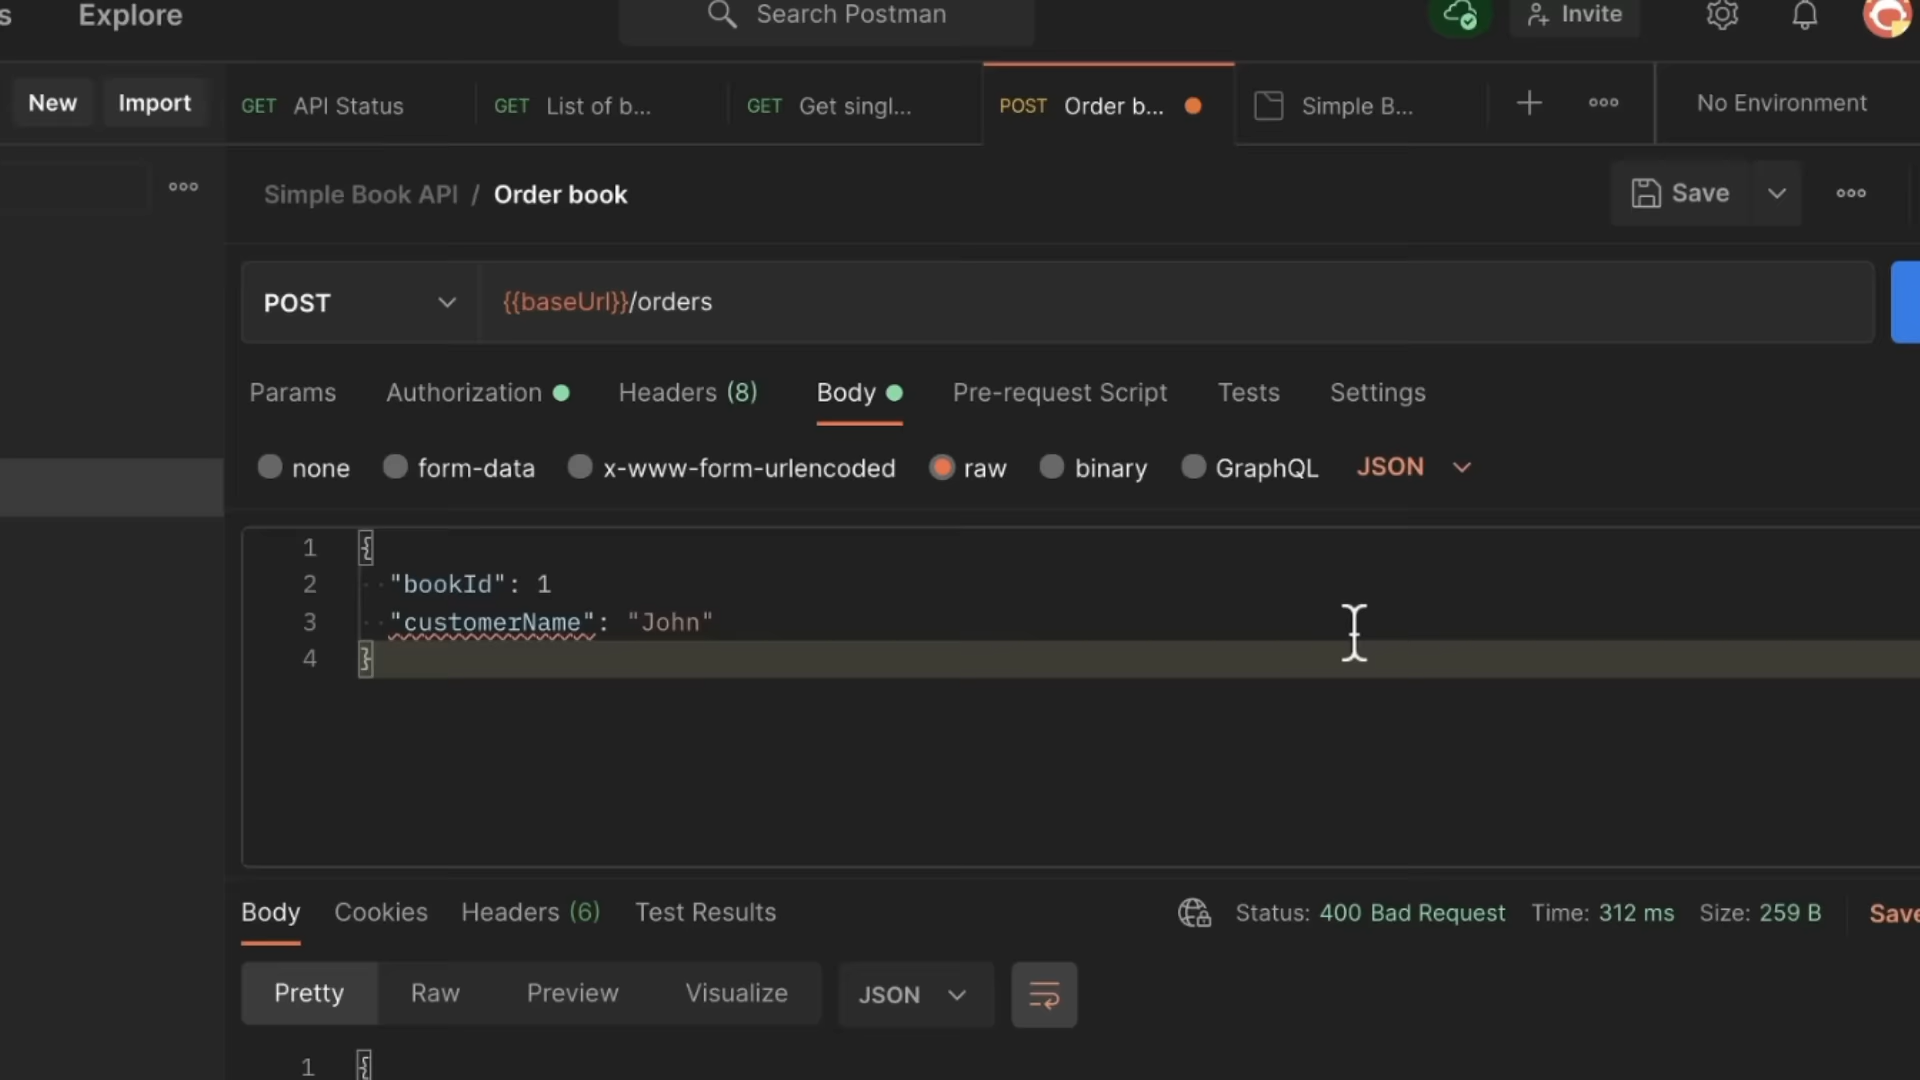 s Explore Search Postman Invite
New Import GET API Status GET List of b... GET Get singl... POST Order b... Simple B... No Environment
Simple Book API / Order book Save
POST {{baseUrl}}/orders
Params Authorization Headers (8) Body Pre-request Script Tests Settings
none form-data x-www-form-urlencoded raw binary GraphQL JSON
1 {
2 "bookId": 1
3 "customerName": "John"
4 }
Body Cookies Headers (6) Test Results Status: 400 Bad Request Time: 312 ms Size: 259 B Save
Pretty Raw Preview Visualize JSON
1 {